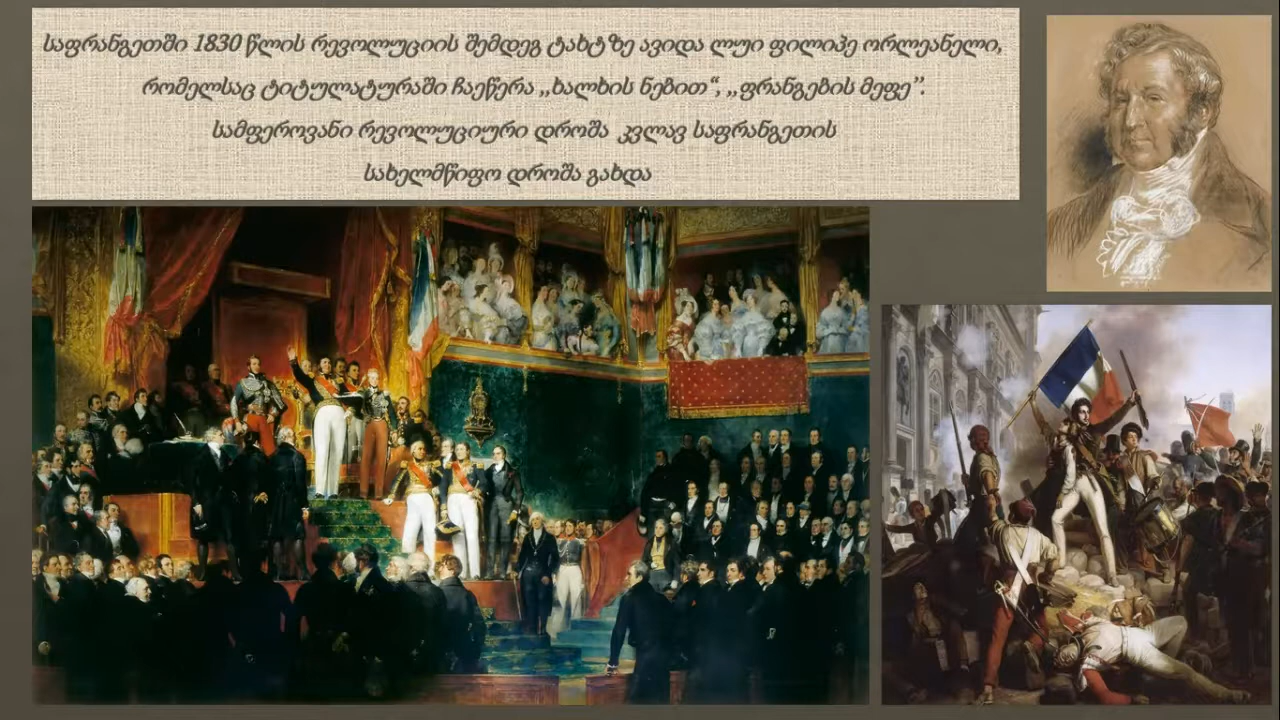 საფრანგეთში 1830 წლის რევოლუციის შემდეგ ტახტზე ავიდა ლუი ფილიპე ორლეანელი,
რომელსაც ტიტულატურაში ჩაეწერა „ხალხის ნებით“, „ფრანგების მეფე”.
სამფეროვანი რევოლუციური დროშა კვლავ საფრანგეთის
სახელმწიფო დროშა გახდა